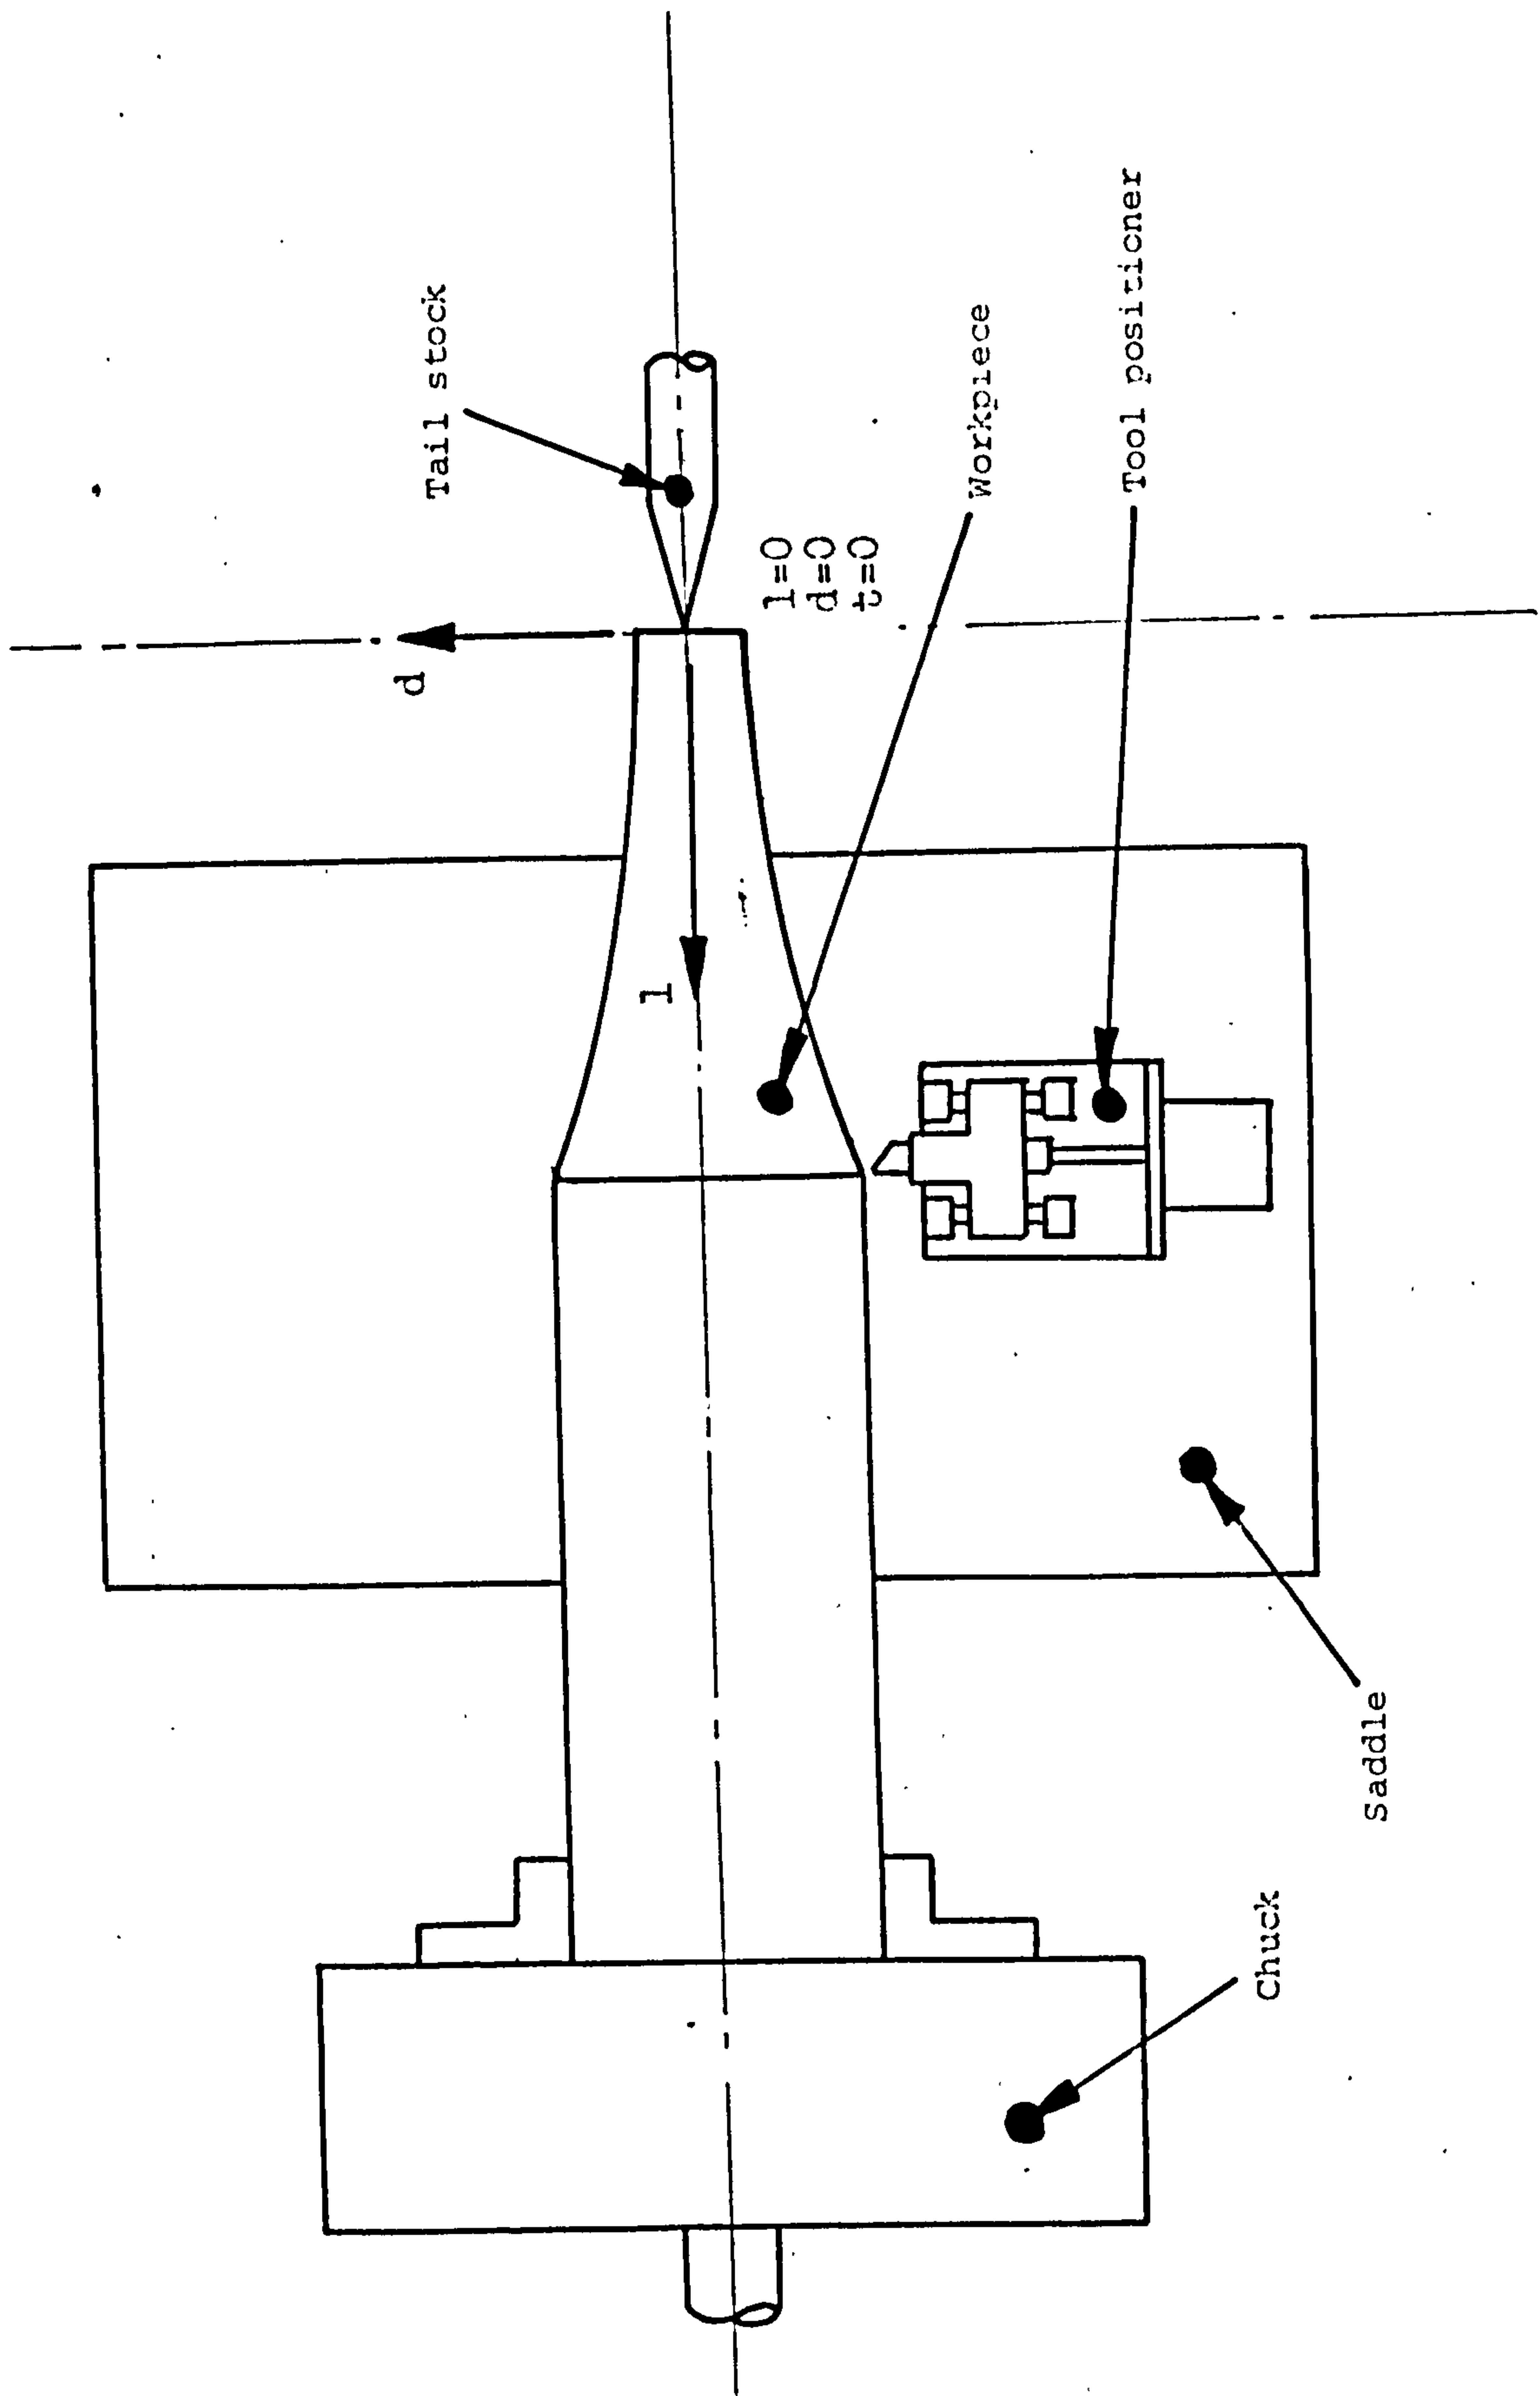 Tail stock
d
l=0
d=0
t=0
l
Workpiece
Tool positioner
Saddle
Chuck